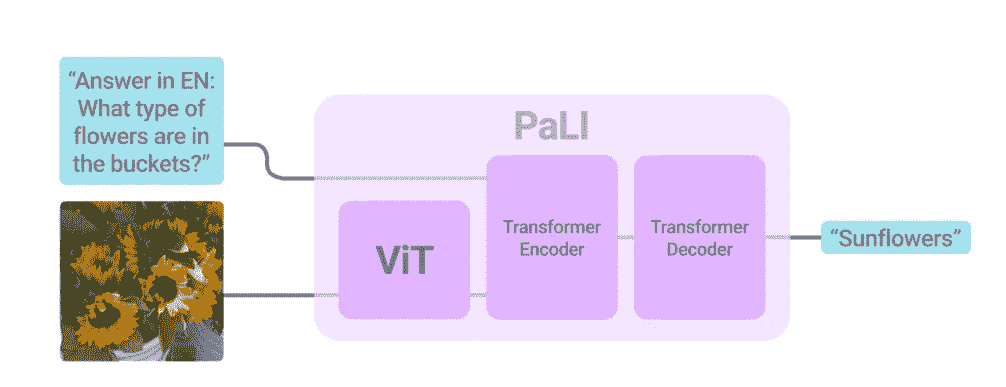 “Answer in EN:
What type of
flowers are in
the buckets?”
PaLI
ViT
Transformer
Encoder
Transformer
Decoder
“Sunflowers”